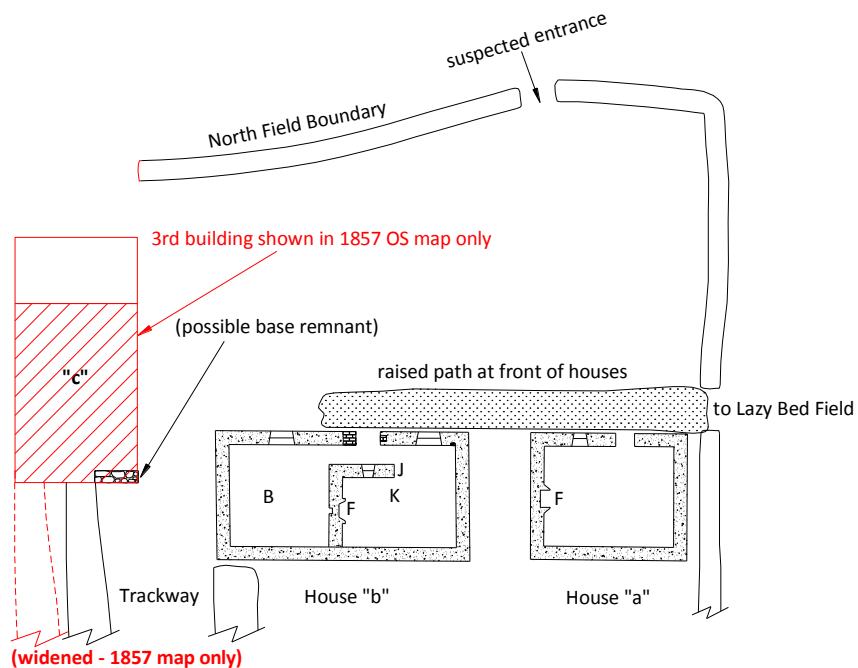 suspected entrance
North Field Boundary
3rd building shown in 1857 OS map only
(possible base remnant)
"c"
raised path at front of houses
to Lazy Bed Field
J
B
K
F
F
Trackway
House "b"
House "a"
(widened - 1857 map only)